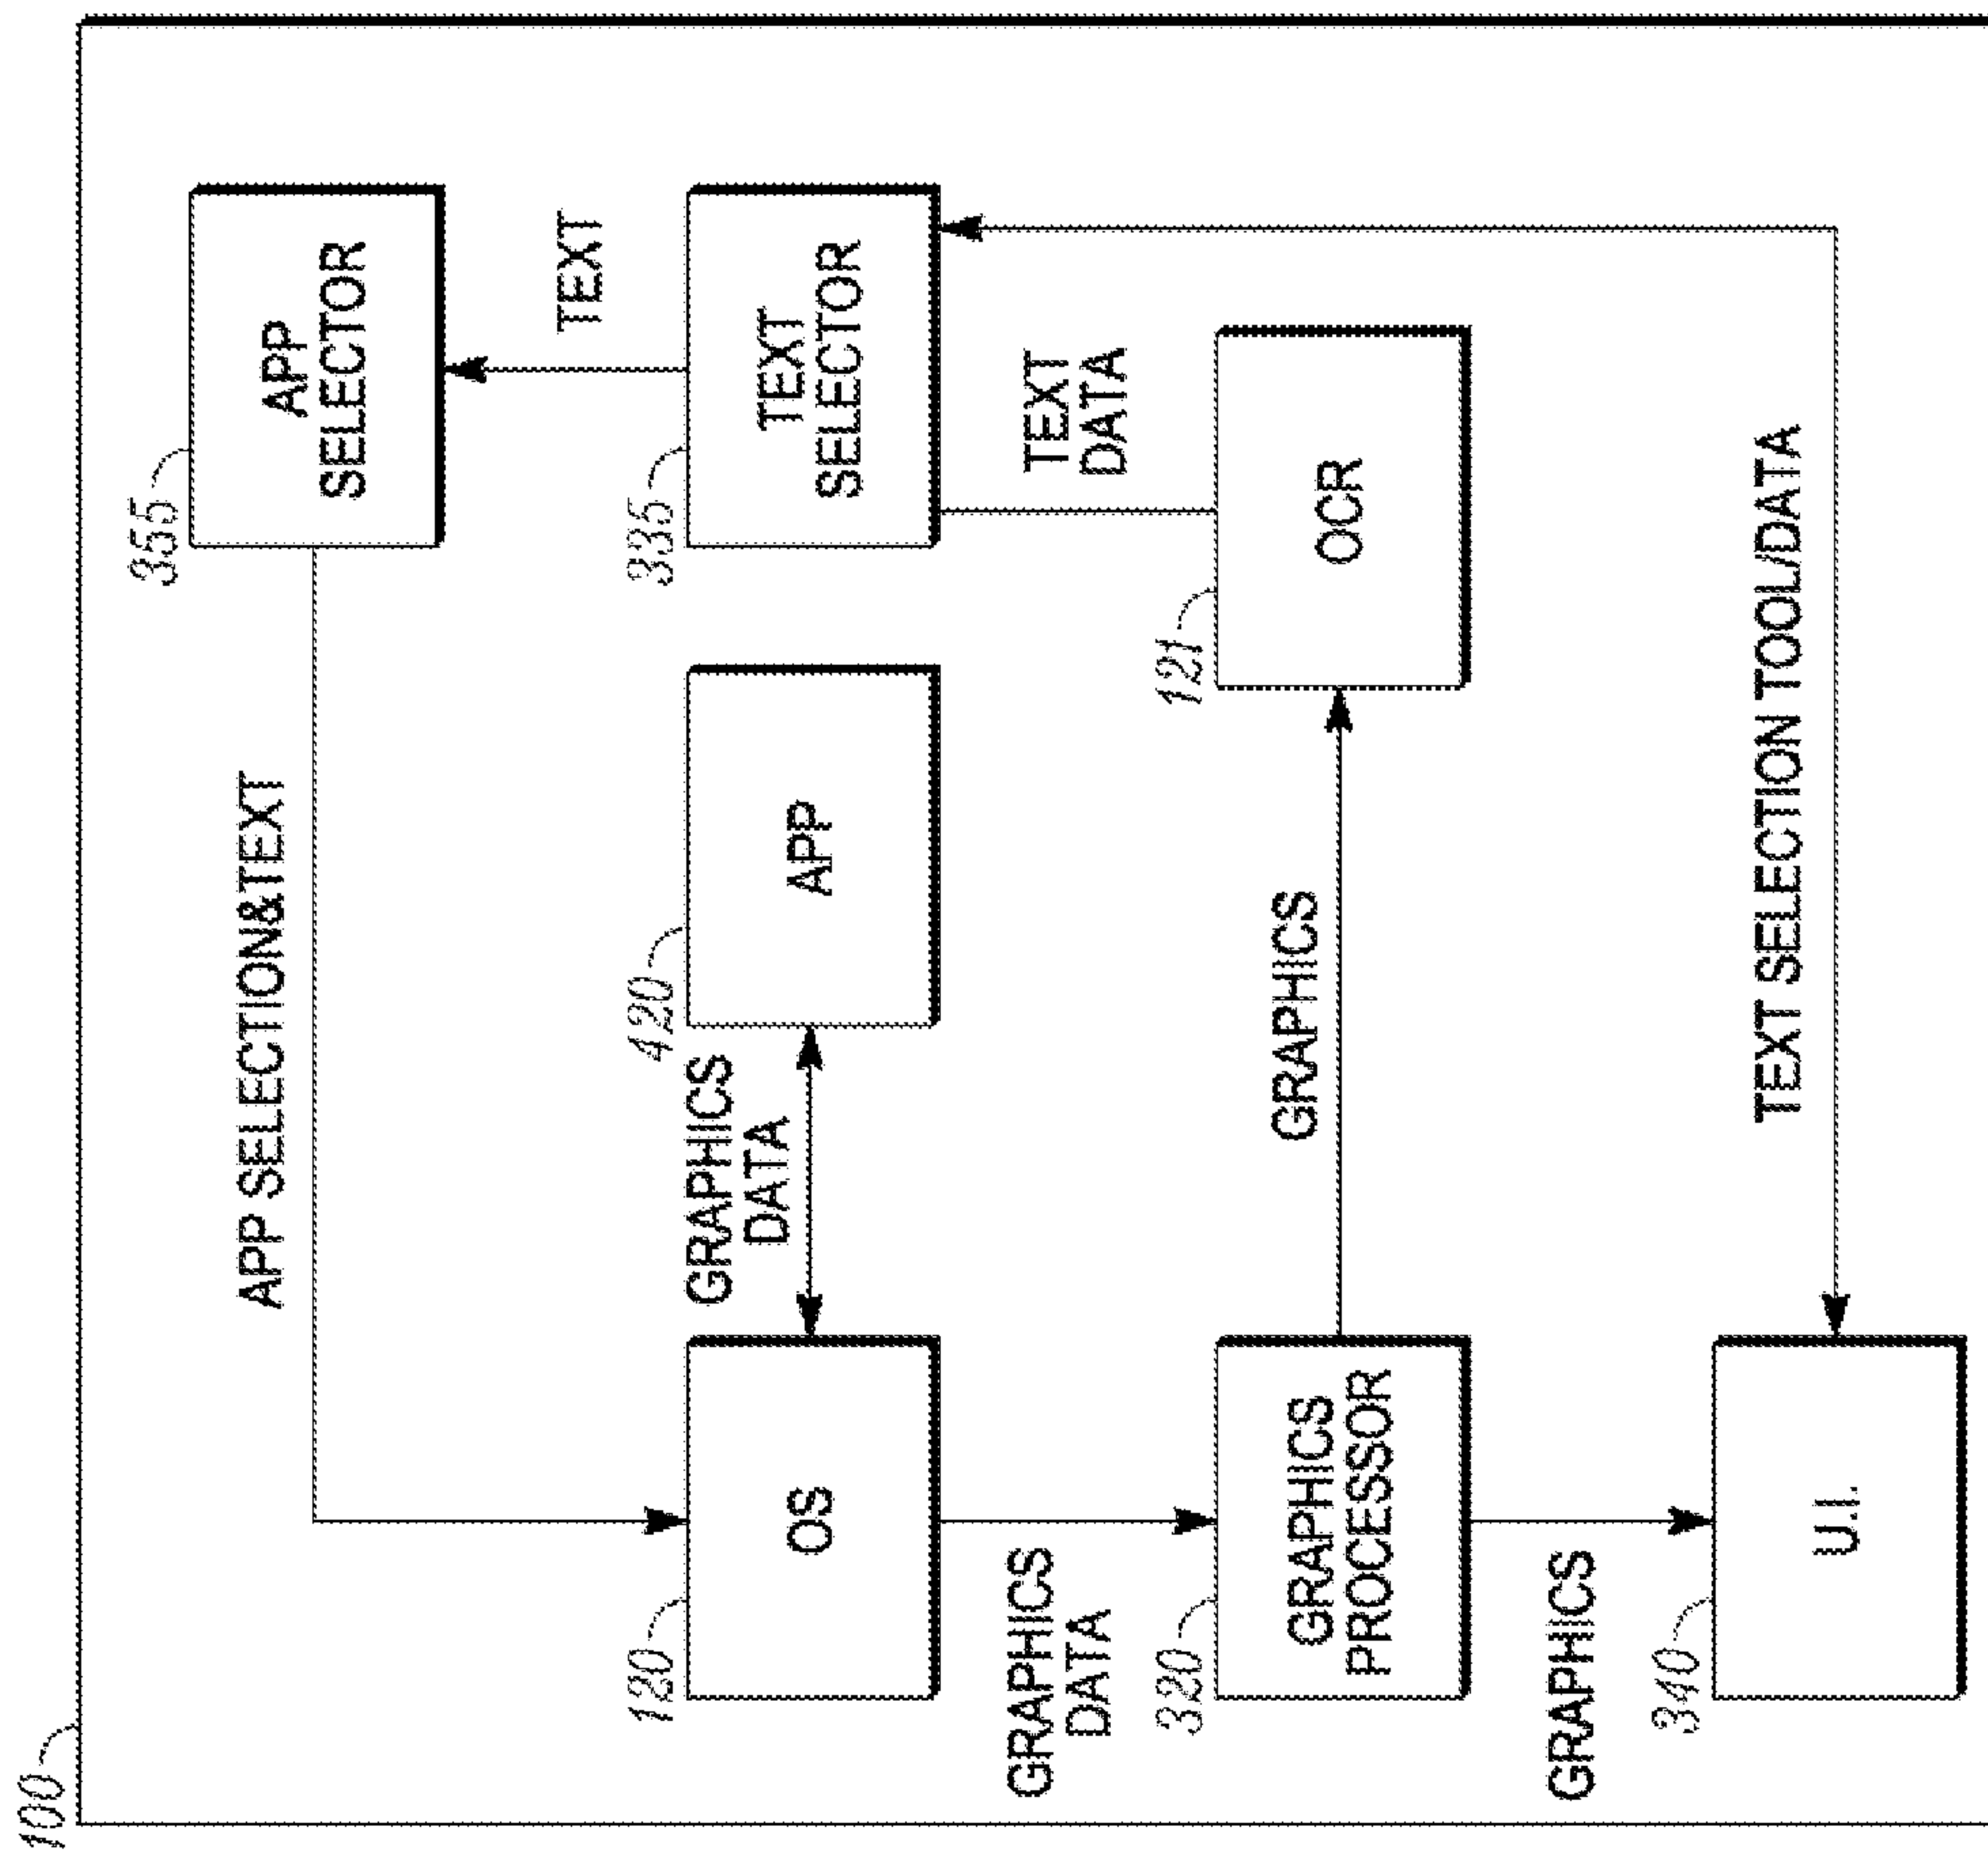 100
355
APP
SELECTOR
APP SELECTION&TEXT
TEXT
120
OS
GRAPHICS
DATA
420
APP
335
TEXT
SELECTOR
GRAPHICS
DATA
TEXT
DATA
320
GRAPHICS
PROCESSOR
GRAPHICS
121
OCR
GRAPHICS
340
U.I.
TEXT SELECTION TOOL/DATA